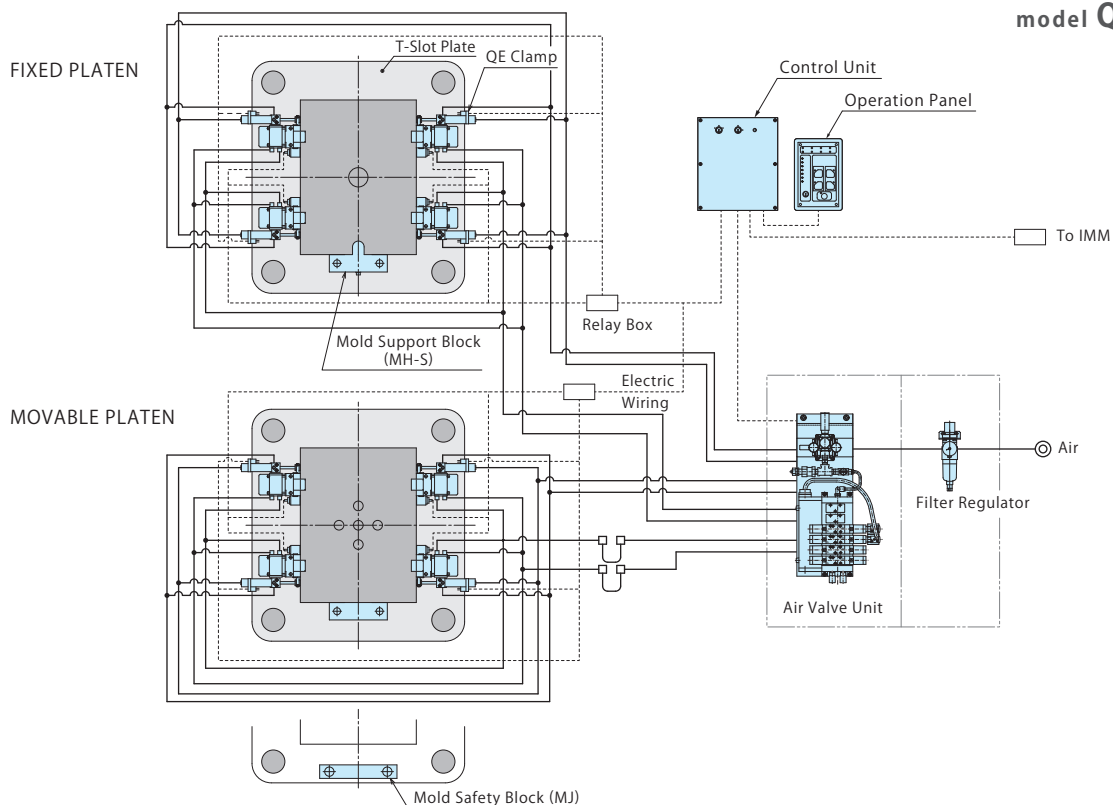 model Q
FIXED PLATEN
T-Slot Plate
QE Clamp
Control Unit
Operation Panel
To IMM
Relay Box
Mold Support Block
(MH-S)
Electric
Wiring
MOVABLE PLATEN
Air
Filter Regulator
Air Valve Unit
Mold Safety Block (MJ)